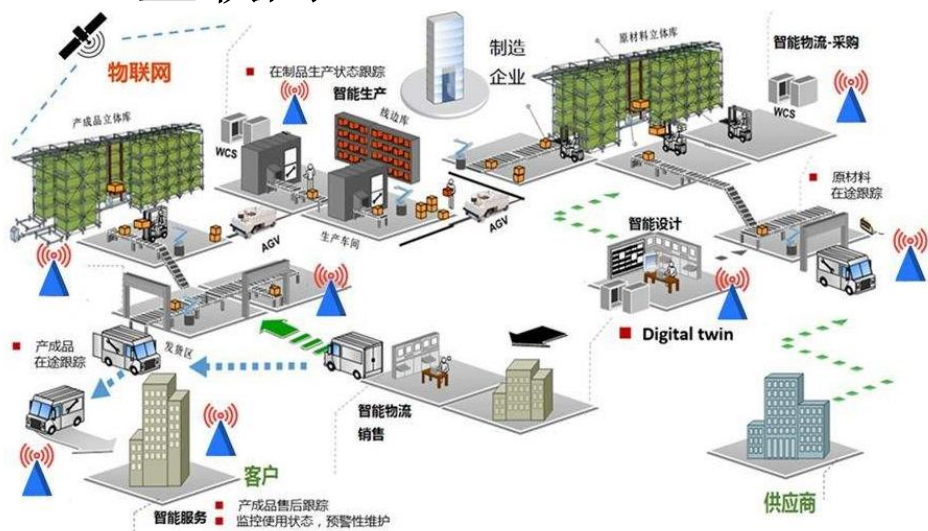 制造
企业
原材料立体库
智能物流-采购
物联网
在制品生产状态跟踪
智能生产
线边库
产成品立体库
WCS
WCS
原材料
在途跟踪
AGV
生产车间
AGV
智能设计
Digital twin
产成品
在途跟踪
发货区
智能物流
销售
客户
供应商
智能服务
产成品售后跟踪
监控使用状态，预警性维护